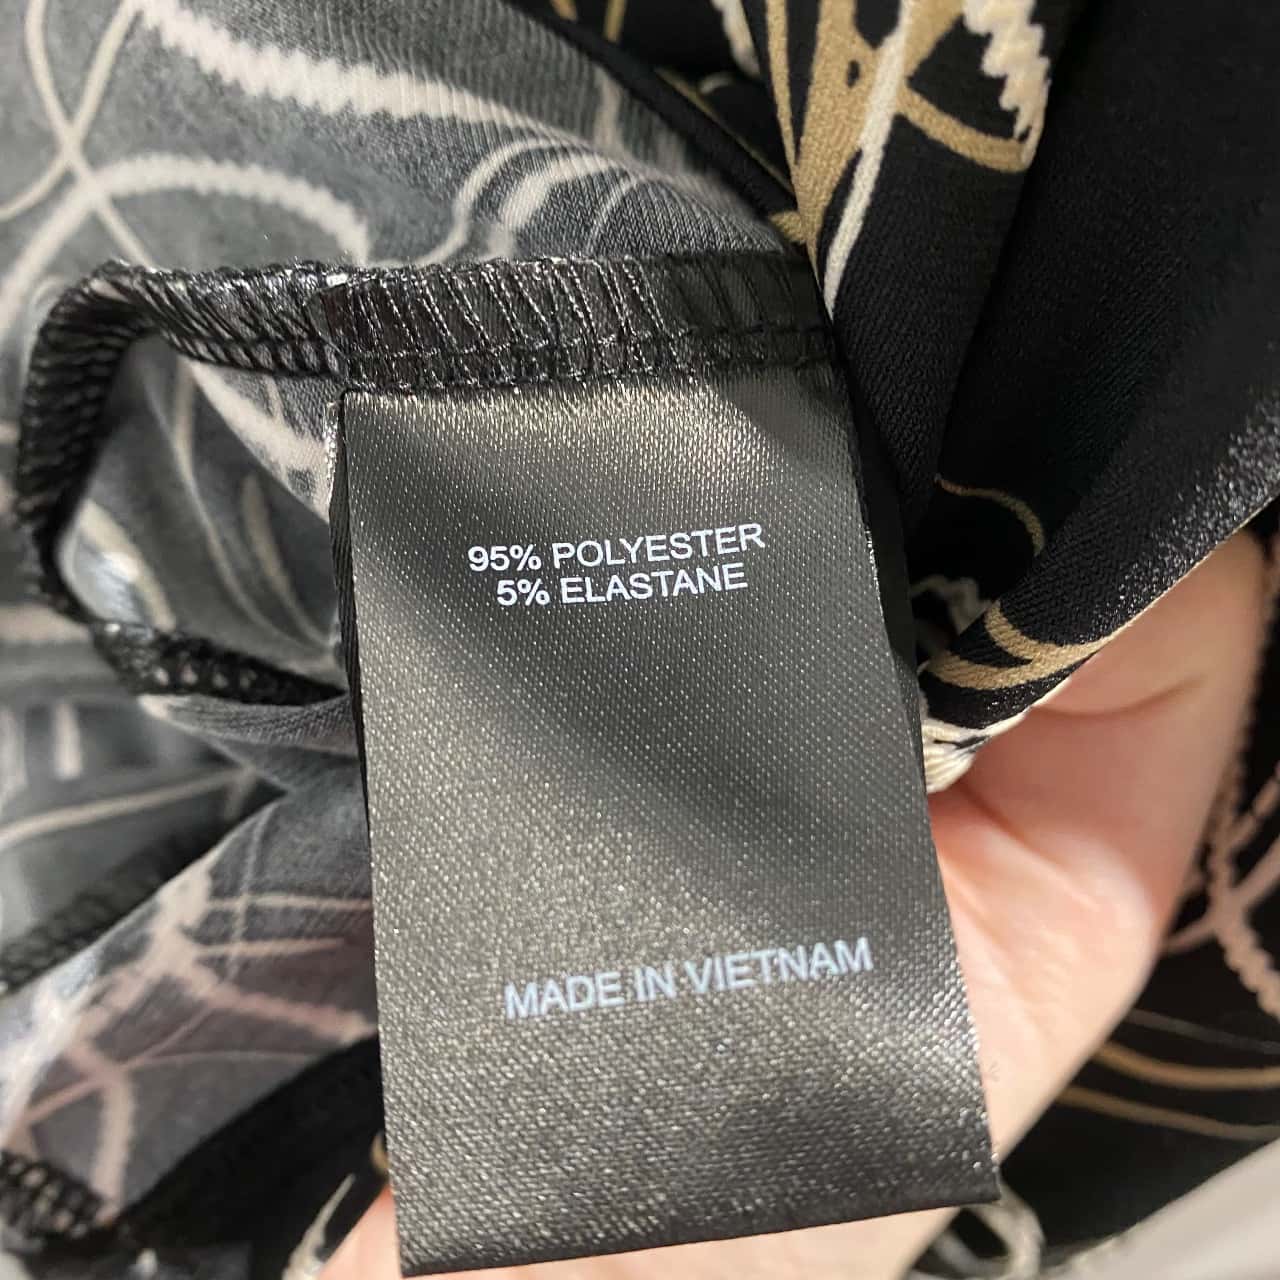 95% POLYESTER
5% ELASTANE
MADE IN VIETNAM